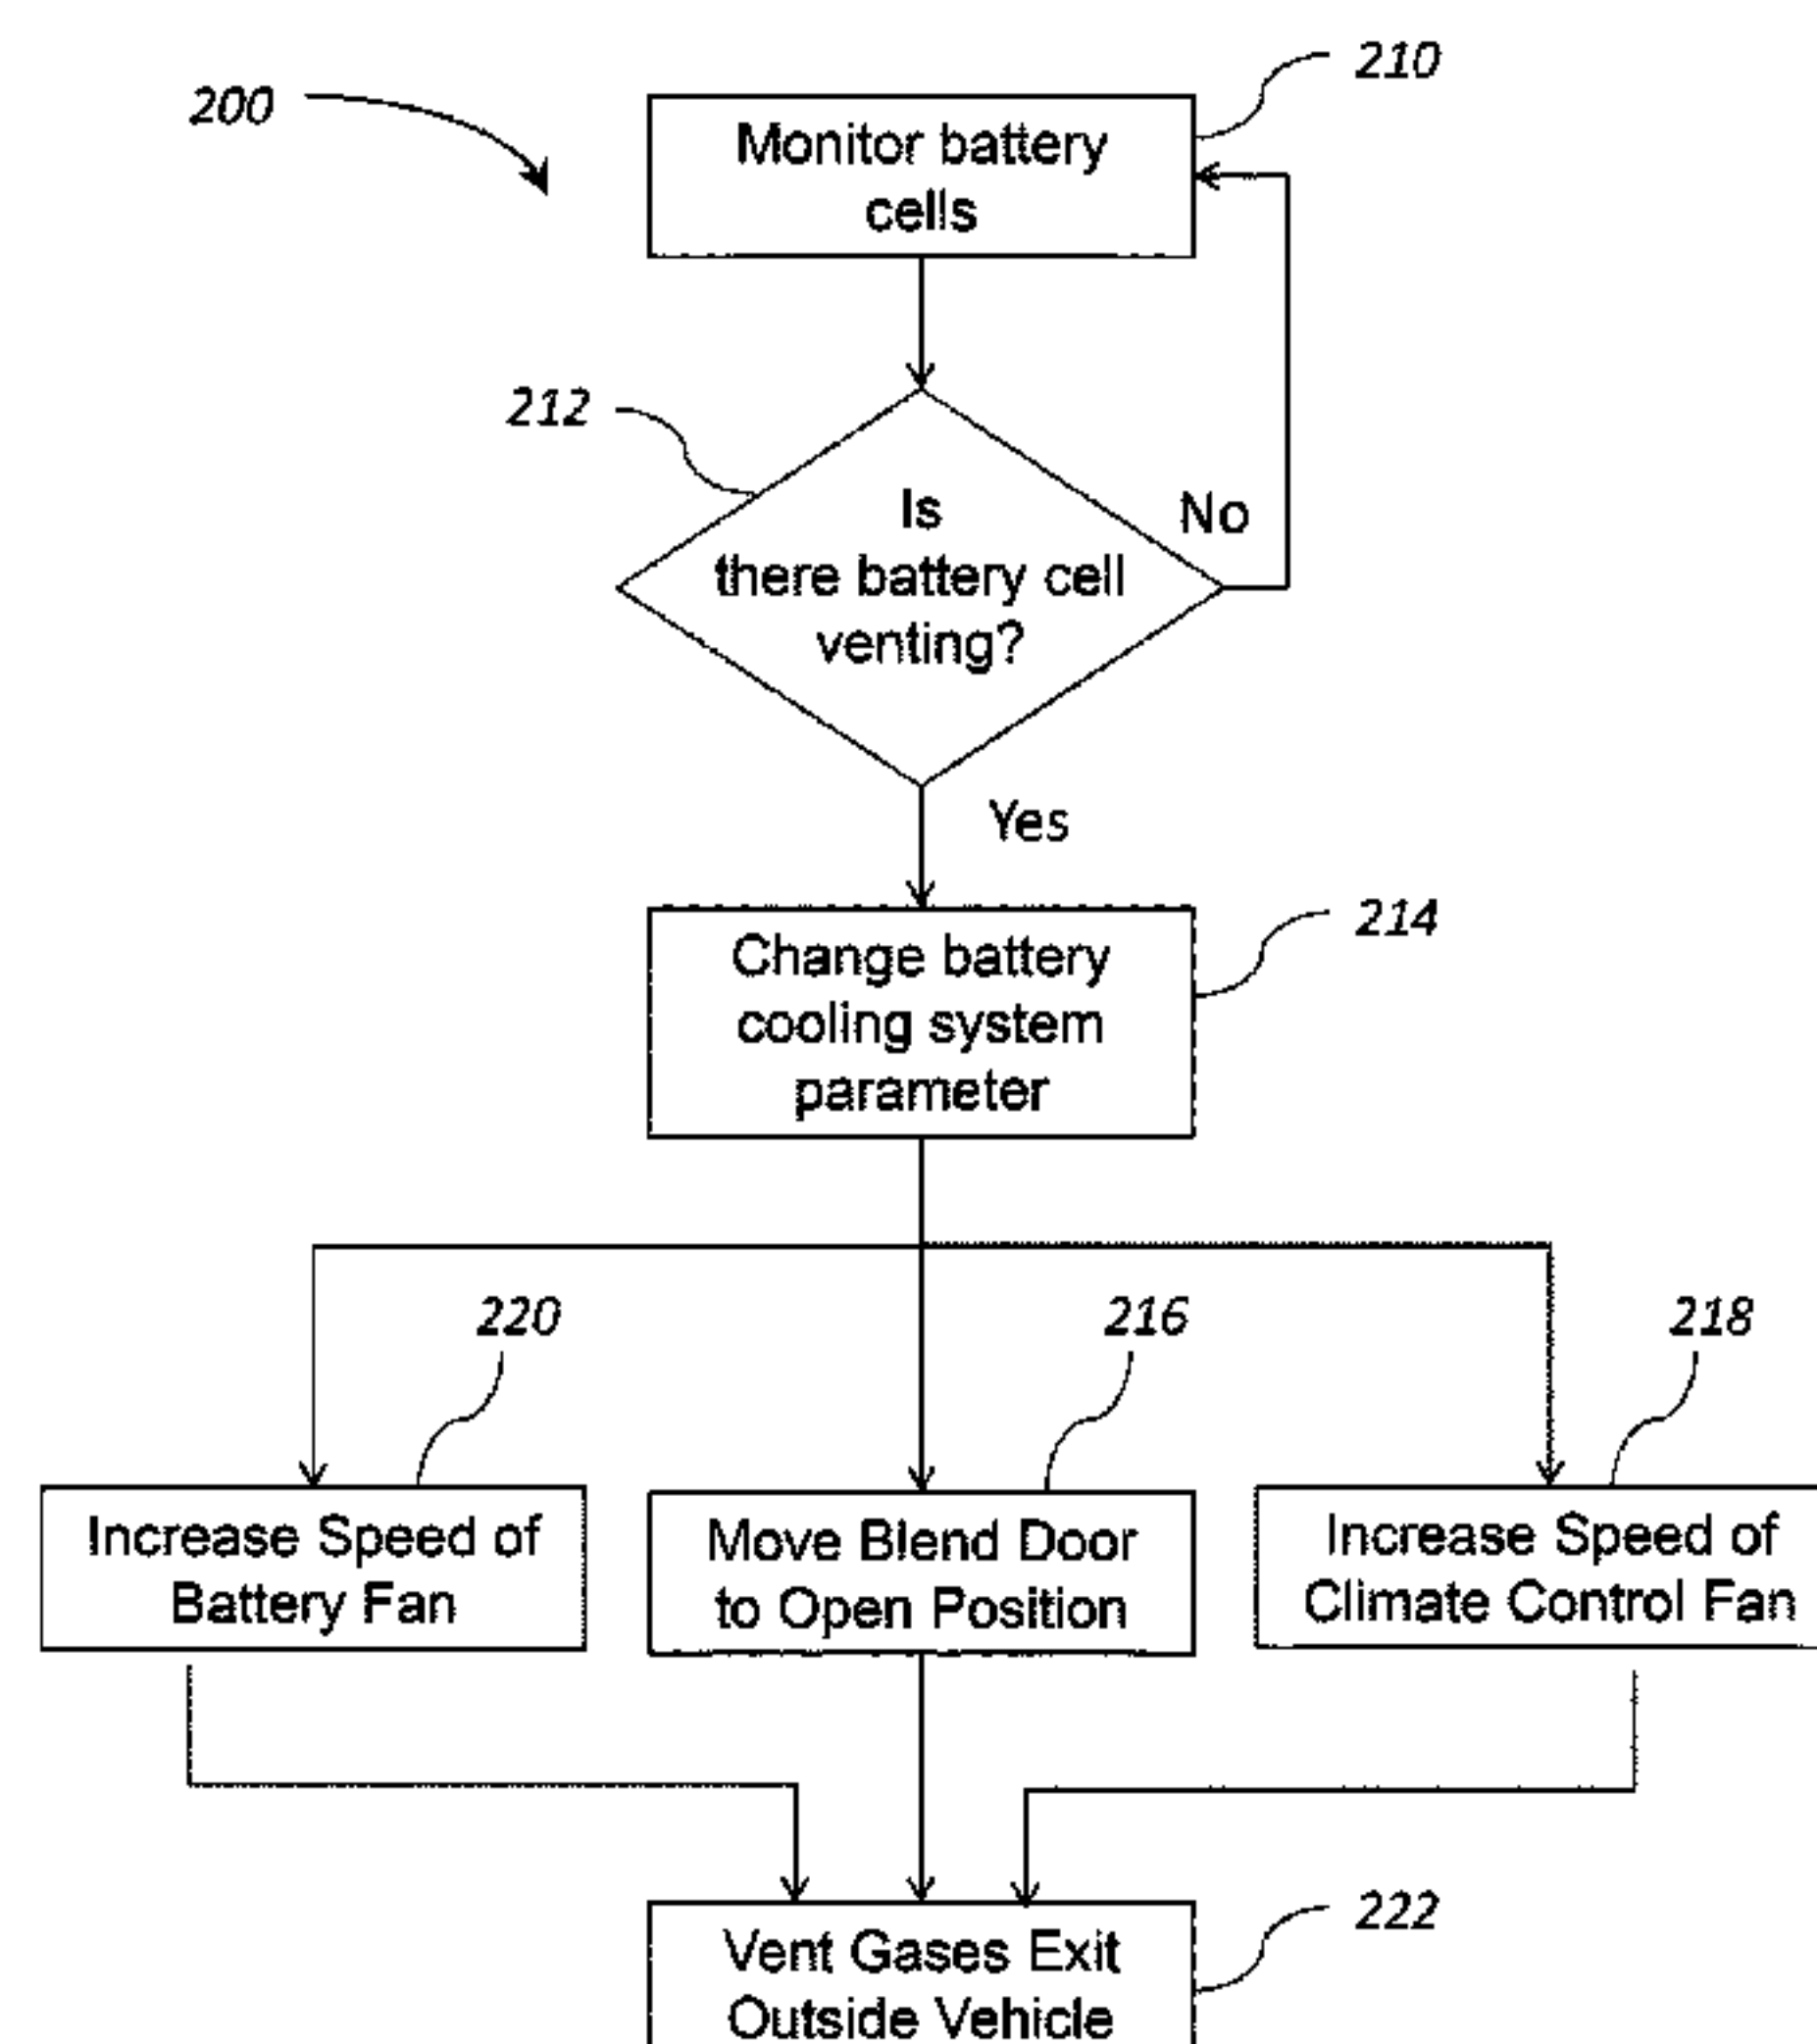 200
210
Monitor battery
cells
212
Is
there battery cell
venting?
No
Yes
214
Change battery
cooling system
parameter
220
216
218
Increase Speed of
Battery Fan
Move Blend Door
to Open Position
Increase Speed of
Climate Control Fan
222
Vent Gases Exit
Outside Vehicle